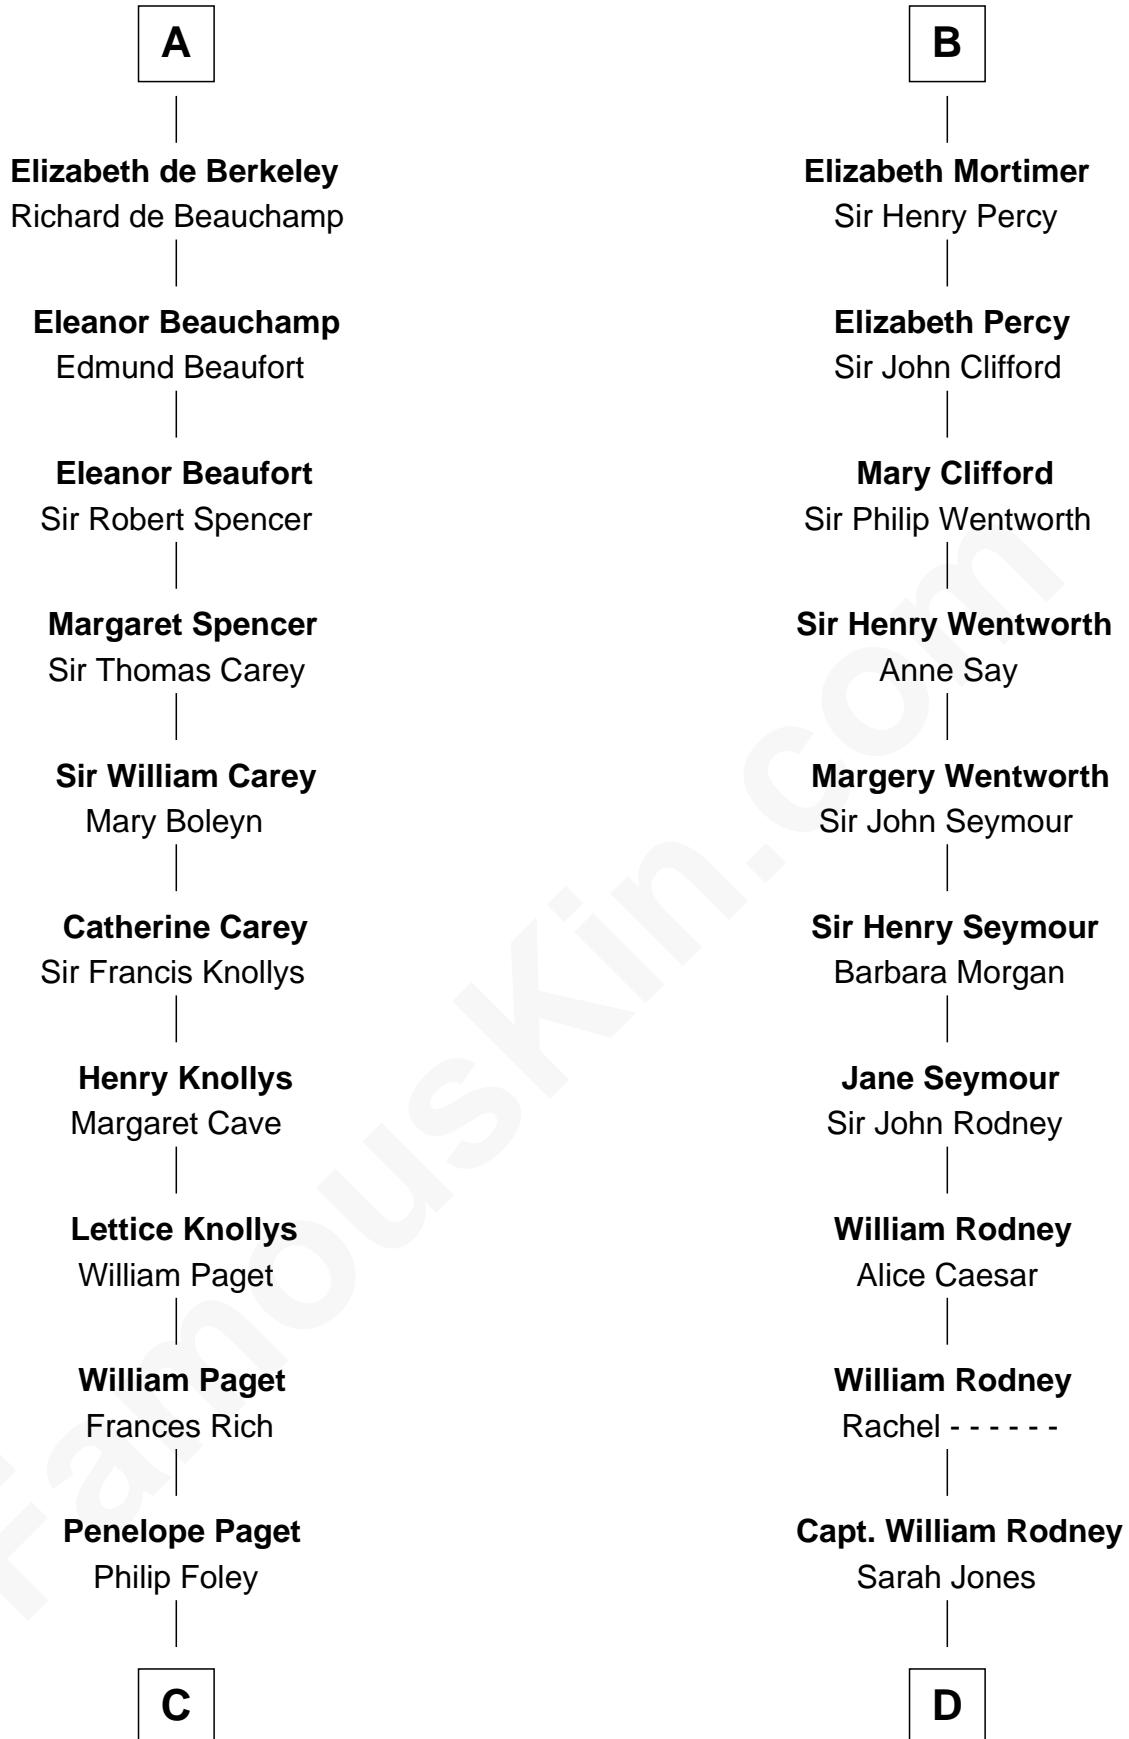 A
Elizabeth de Berkeley
Richard de Beauchamp
Eleanor Beauchamp
Edmund Beaufort
Eleanor Beaufort
Sir Robert Spencer
Margaret Spencer
Sir Thomas Carey
Sir William Carey
Mary Boleyn
Catherine Carey
Sir Francis Knollys
Henry Knollys
Margaret Cave
Lettice Knollys
William Paget
William Paget
Frances Rich
Penelope Paget
Philip Foley
C
B
Elizabeth Mortimer
Sir Henry Percy
Elizabeth Percy
Sir John Clifford
Mary Clifford
Sir Philip Wentworth
Sir Henry Wentworth
Anne Say
Margery Wentworth
Sir John Seymour
Sir Henry Seymour
Barbara Morgan
Jane Seymour
Sir John Rodney
William Rodney
Alice Caesar
William Rodney
Rachel - - - - - -
Capt. William Rodney
Sarah Jones
D
FamousKin.com